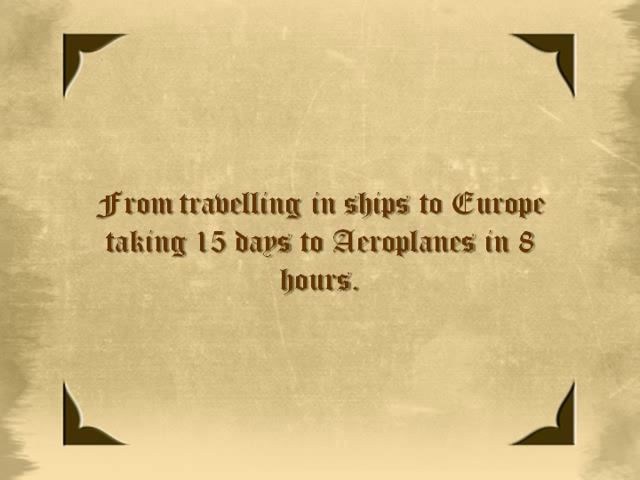 From travelling in ships to Europe
taking 15 days to Aeroplanes in 8
hours.